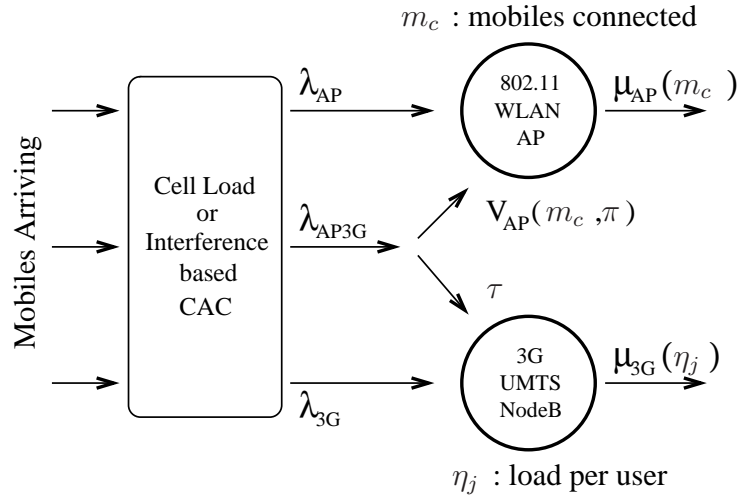 m_c : mobiles connected
Mobiles Arriving
Cell Load
or
Interference
based
CAC
λ_AP
λ_AP3G
λ_3G
802.11
WLAN
AP
μ_AP(m_c )
V_AP(m_c ,π)
τ
3G
UMTS
NodeB
μ_3G(η_j)
η_j : load per user